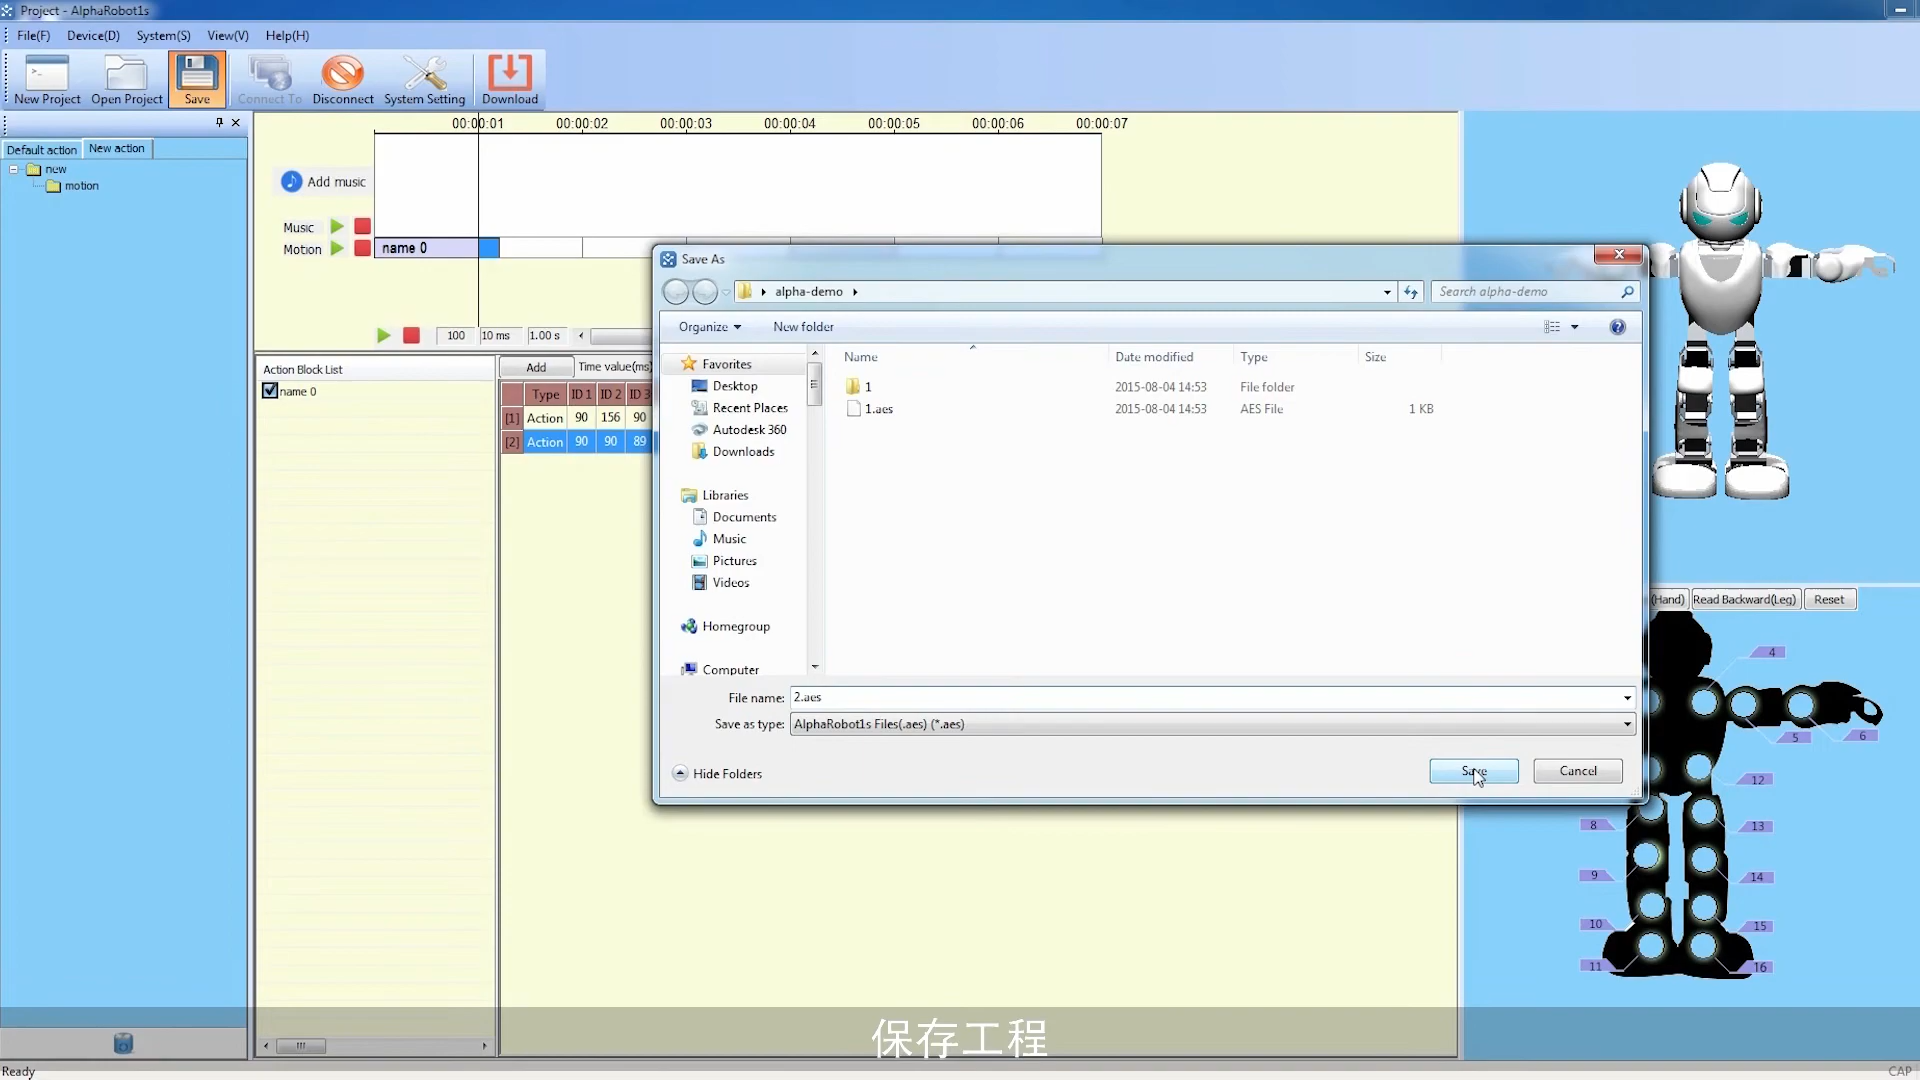 Project - AlphaRobot1s
File(F) Device(D) System(S) View(V) Help(H)
New Project Open Project Save Connect To Disconnect System Setting Download
Default action New action
new
motion
00:00:01 00:00:02 00:00:03 00:00:04 00:00:05 00:00:06 00:00:07
Add music
Music
Motion name 0
100 10 ms 1.00 s
Action Block List
name 0
Add Time value(ms)
Type ID 1 ID 2 ID 3
[1] Action 90 156 90
[2] Action 90 90 89
Save As
alpha-demo
Search alpha-demo
Organize New folder
Name Date modified Type Size
1 2015-08-04 14:53 File folder
1.aes 2015-08-04 14:53 AES File 1 KB
Favorites
Desktop
Recent Places
Autodesk 360
Downloads
Libraries
Documents
Music
Pictures
Videos
Homegroup
Computer
File name: 2.aes
Save as type: AlphaRobot1s Files(.aes) (*.aes)
Hide Folders
Save Cancel
(Hand) Read Backward(Leg) Reset
4
5 6
12
8 13
9 14
10 15
11 16
保存工程
Ready CAP